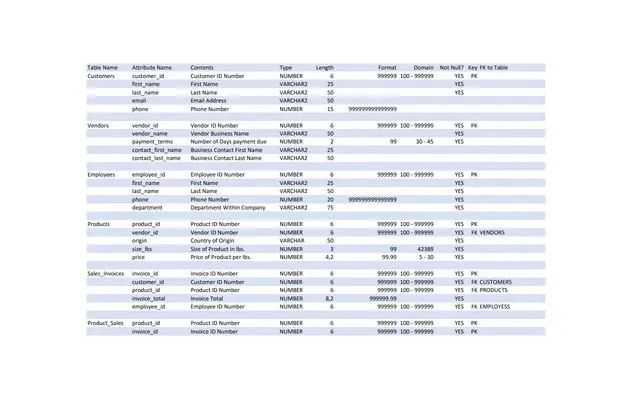 Table Name Attribute Name Contents Type Length Format Domain Not Null? Key FK to Table
Customers customer_id Customer ID Number NUMBER 6 999999 100 - 999999 YES PK
first_name First Name VARCHAR2 25 YES
last_name Last Name VARCHAR2 50 YES
email Email Address VARCHAR2 50
phone Phone Number NUMBER 15 999999999999999
Vendors vendor_id Vendor ID Number NUMBER 6 999999 100 - 999999 YES PK
vendor_name Vendor Business Name VARCHAR2 50 YES
payment_terms Number of Days payment due NUMBER 2 99 30 - 45 YES
contact_first_name Business Contact First Name VARCHAR2 25
contact_last_name Business Contact Last Name VARCHAR2 50
Employees employee_id Employee ID Number NUMBER 6 999999 100 - 999999 YES PK
first_name First Name VARCHAR2 25 YES
last_name Last Name VARCHAR2 50 YES
phone Phone Number NUMBER 20 999999999999999 YES
department Department Within Company VARCHAR2 75 YES
Products product_id Product ID Number NUMBER 6 999999 100 - 999999 YES PK
vendor_id Vendor ID Number NUMBER 6 999999 100 - 999999 YES FK VENDORS
origin Country of Origin VARCHAR 50 YES
size_lbs Size of Product in lbs. NUMBER 3 99 42389 YES
price Price of Product per lbs. NUMBER 4,2 99.99 5 - 30 YES
Sales_Invoices invoice_id Invoice ID Number NUMBER 6 999999 100 - 999999 YES PK
customer_id Customer ID Number NUMBER 6 999999 100 - 999999 YES FK CUSTOMERS
product_id Product ID Number NUMBER 6 999999 100 - 999999 YES FK PRODUCTS
invoice_total Invoice Total NUMBER 8,2 999999.99 YES
employee_id Employee ID Number NUMBER 6 999999 100 - 999999 YES FK EMPLOYESS
Product_Sales product_id Product ID Number NUMBER 6 999999 100 - 999999 YES PK
invoice_id Invoice ID Number NUMBER 6 999999 100 - 999999 YES PK